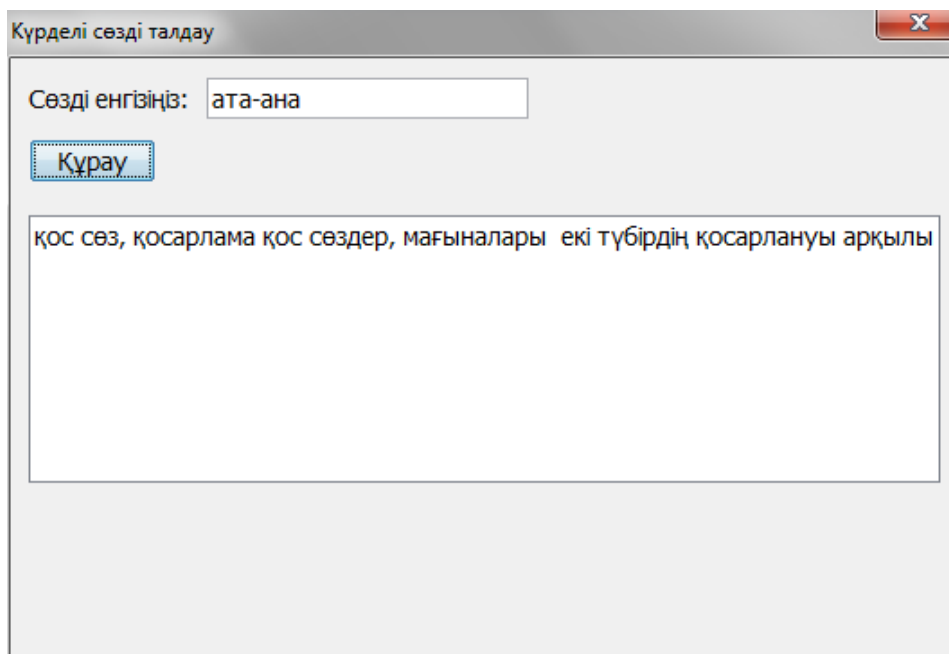 Күрделі сөзді талдау
Сөзді енгізіңіз: ата-ана
Құрау
қос сөз, қосарлама қос сөздер, мағыналары екі түбірдің қосарлануы арқылы